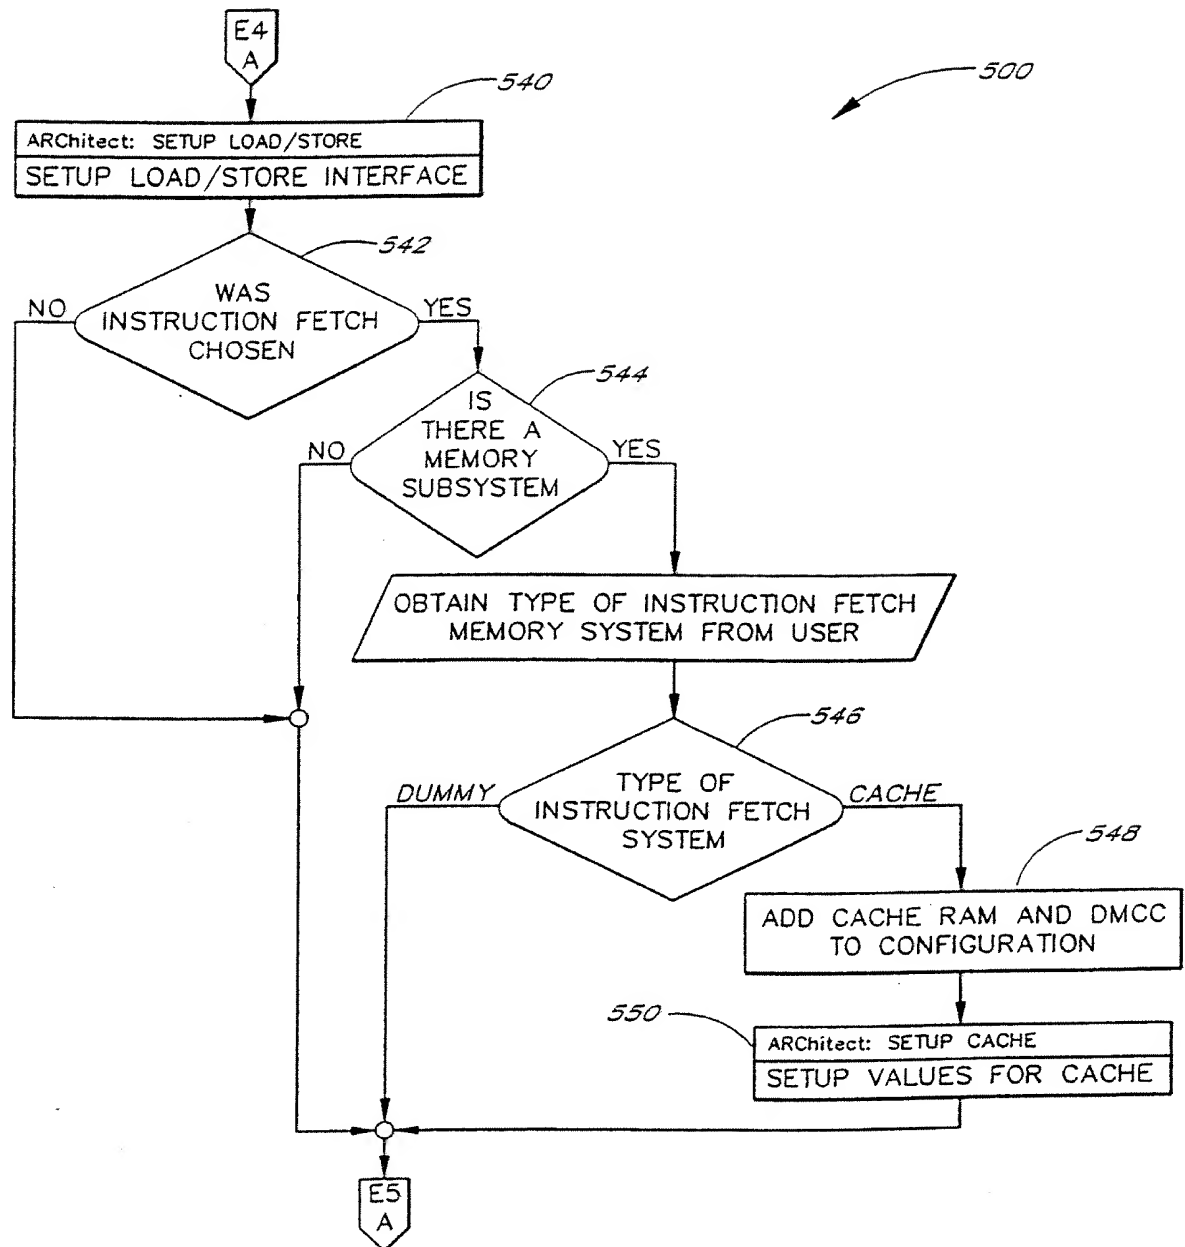 E4
A
500
540
ARChitect: SETUP LOAD/STORE
SETUP LOAD/STORE INTERFACE
542
WAS
INSTRUCTION FETCH
CHOSEN
NO
YES
544
IS
THERE A
MEMORY
SUBSYSTEM
NO
YES
OBTAIN TYPE OF INSTRUCTION FETCH
MEMORY SYSTEM FROM USER
546
TYPE OF
INSTRUCTION FETCH
SYSTEM
DUMMY
CACHE
548
ADD CACHE RAM AND DMCC
TO CONFIGURATION
550
ARChitect: SETUP CACHE
SETUP VALUES FOR CACHE
E5
A